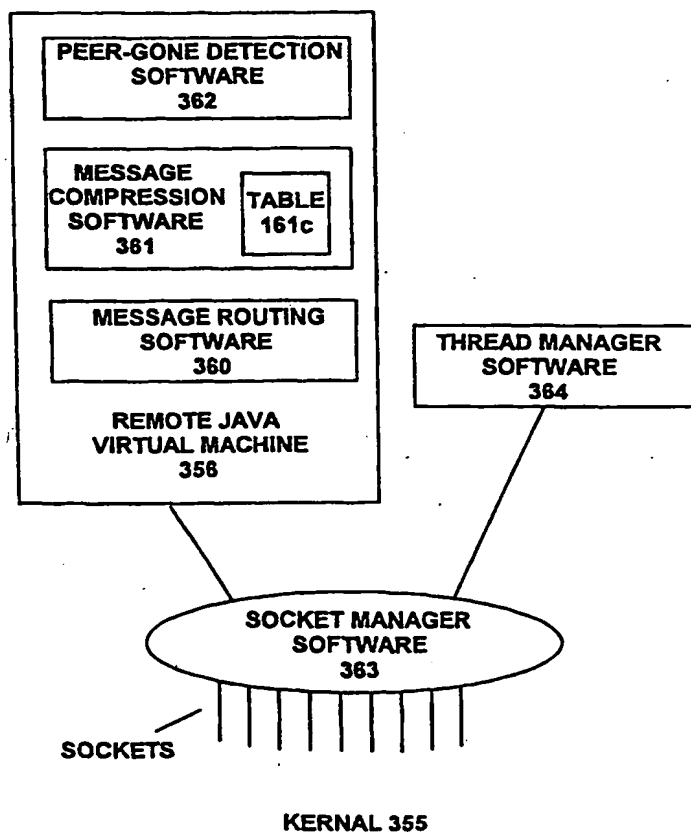 PEER-GONE DETECTION
SOFTWARE
362
MESSAGE
COMPRESSION
SOFTWARE
361
TABLE
161c
MESSAGE ROUTING
SOFTWARE
360
REMOTE JAVA
VIRTUAL MACHINE
356
THREAD MANAGER
SOFTWARE
364
SOCKET MANAGER
SOFTWARE
363
SOCKETS
KERNAL 355